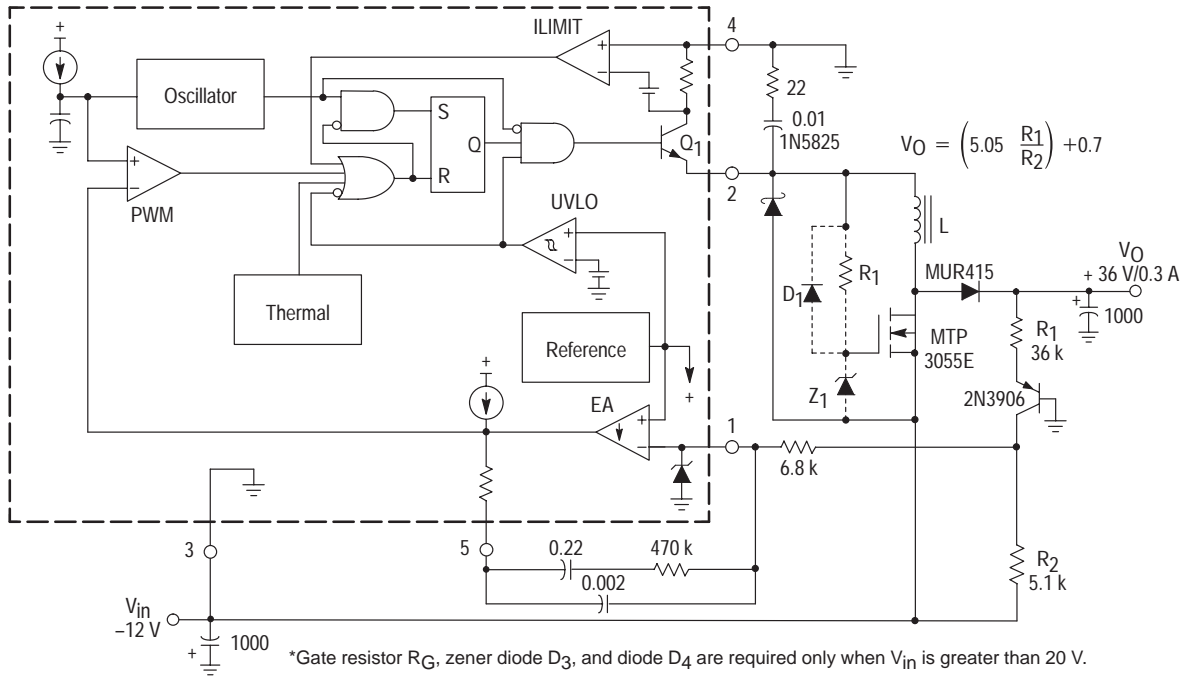 +
ILIMIT
4
+
–
Oscillator
22
0.01
1N5825
S
Q
R
Q1
VO = (5.05 R1/R2) +0.7
+
–
PWM
2
UVLO
+
–
L
VO
+ 36 V/0.3 A
MUR415
D1
R1
+
1000
Thermal
R1
36 k
MTP
3055E
Reference
+
Z1
2N3906
+
EA
+
–
1
6.8 k
3
5
0.22
470 k
R2
5.1 k
0.002
Vin
–12 V
+
1000
*Gate resistor RG, zener diode D3, and diode D4 are required only when Vin is greater than 20 V.